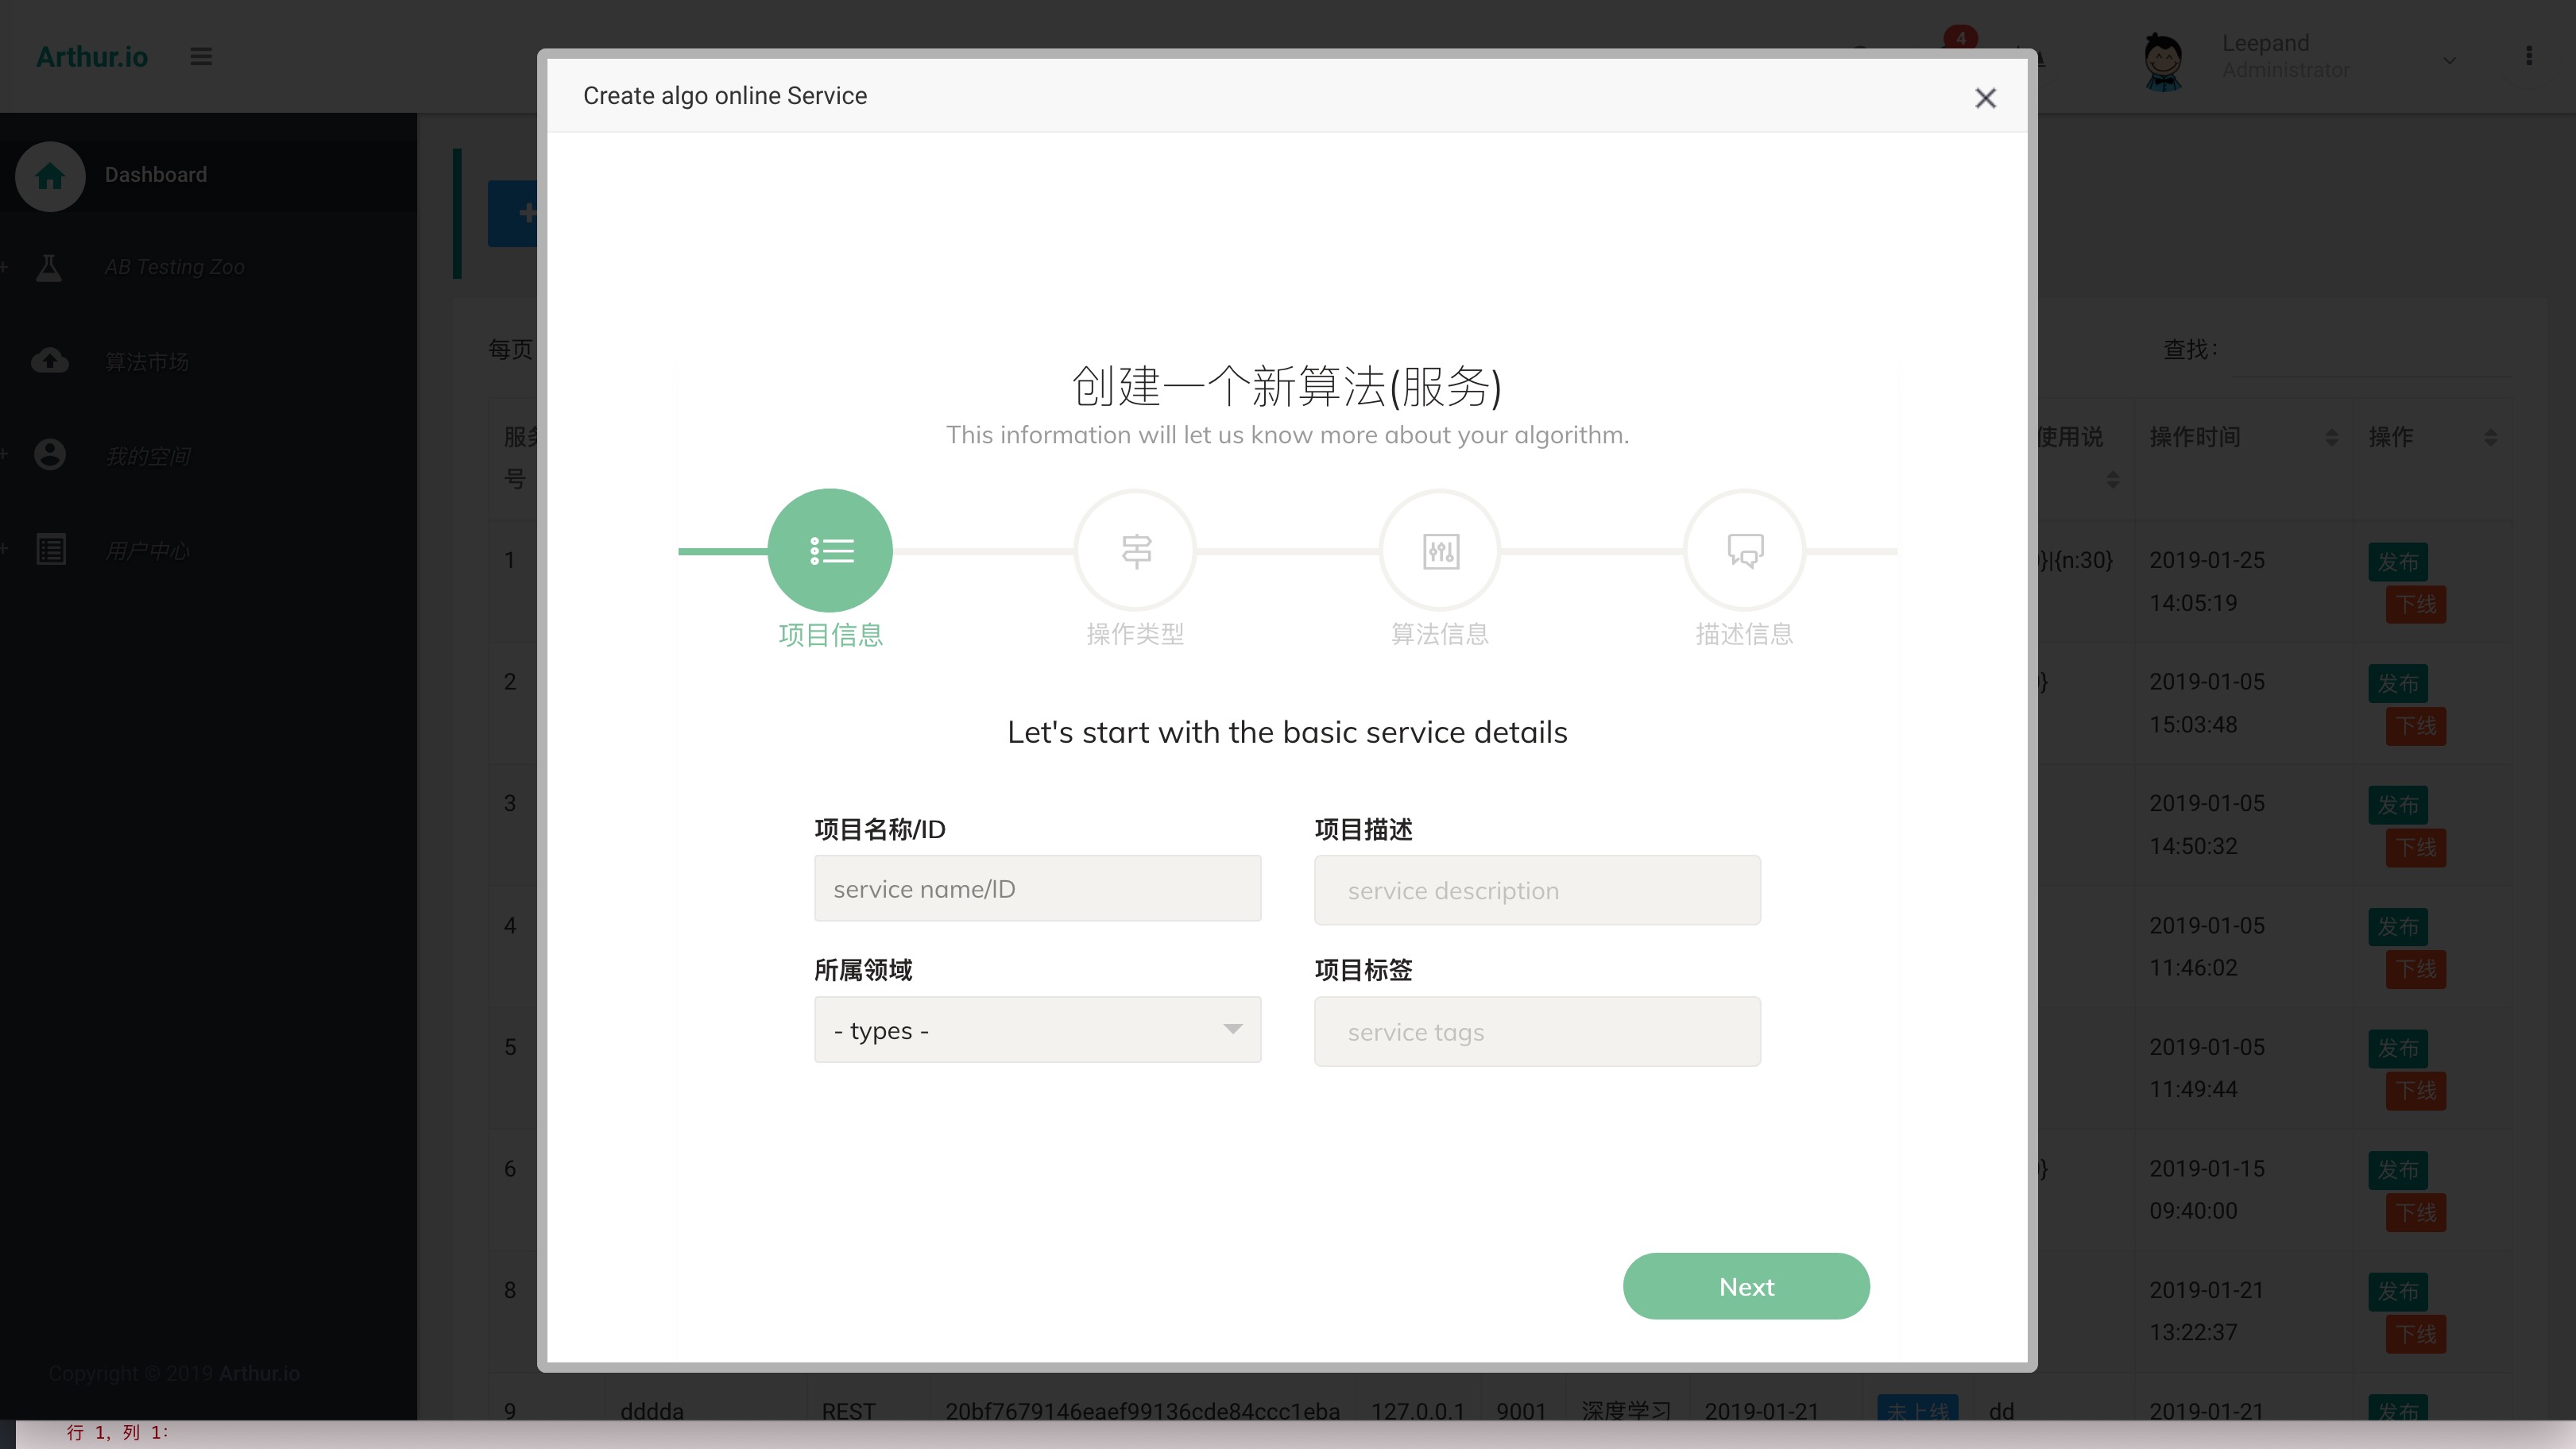 Arthur.io
4
Leepand
Administrator
Create algo online Service
Dashboard
AB Testing Zoo
算法市场
我的空间
用户中心
每页
查找:
服务
号
使用说
操作时间
操作
创建一个新算法(服务)
This information will let us know more about your algorithm.
项目信息
操作类型
算法信息
描述信息
Let's start with the basic service details
项目名称/ID
项目描述
service name/ID
service description
所属领域
项目标签
- types -
service tags
Next
1
}|{n:30}
2019-01-25
14:05:19
发布
下线
2
}
2019-01-05
15:03:48
发布
下线
3
2019-01-05
14:50:32
发布
下线
4
2019-01-05
11:46:02
发布
下线
5
2019-01-05
11:49:44
发布
下线
6
}
2019-01-15
09:40:00
发布
下线
8
2019-01-21
13:22:37
发布
下线
9 dddda REST 20bf7679146eaef99136cde84ccc1eba 127.0.0.1 9001 深度学习 2019-01-21 未上线 dd 2019-01-21 发布
Copyright © 2019 Arthur.io
行 1, 列 1: